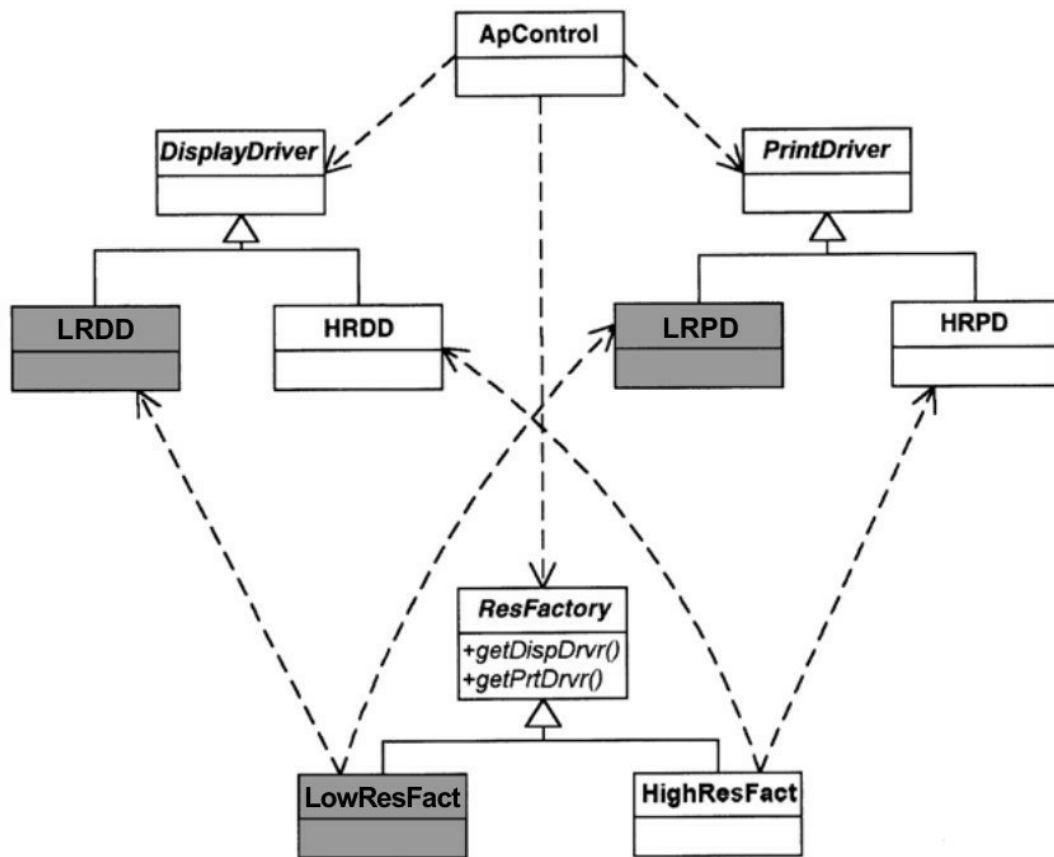 ApControl
DisplayDriver
PrintDriver
LRDD
HRDD
LRPD
HRPD
ResFactory
+getDispDrvr()
+getPrtDrvr()
LowResFact
HighResFact